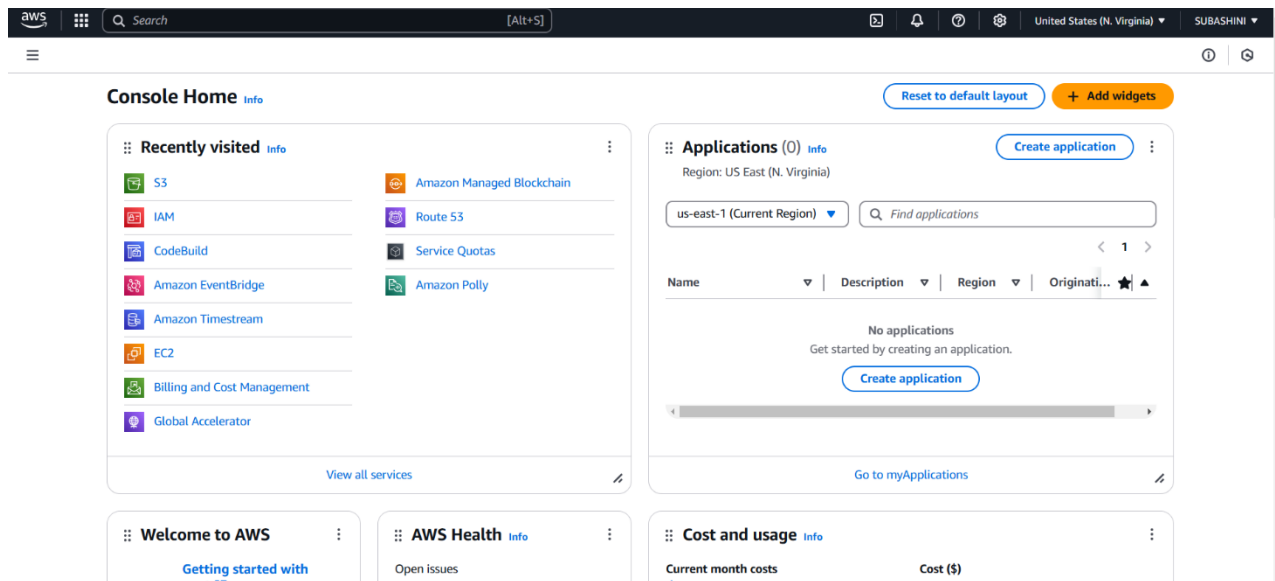 aws Search [Alt+S] United States (N. Virginia) SUBASHINI
Console Home Info
Reset to default layout
+ Add widgets
Recently visited Info
S3
IAM
CodeBuild
Amazon EventBridge
Amazon Timestream
EC2
Billing and Cost Management
Global Accelerator
Amazon Managed Blockchain
Route 53
Service Quotas
Amazon Polly
View all services
Applications (0) Info
Create application
Region: US East (N. Virginia)
us-east-1 (Current Region)
Find applications
1
Name Description Region Originati...
No applications
Get started by creating an application.
Create application
Go to myApplications
Welcome to AWS
Getting started with
AWS Health Info
Open issues
Cost and usage Info
Current month costs Cost ($)